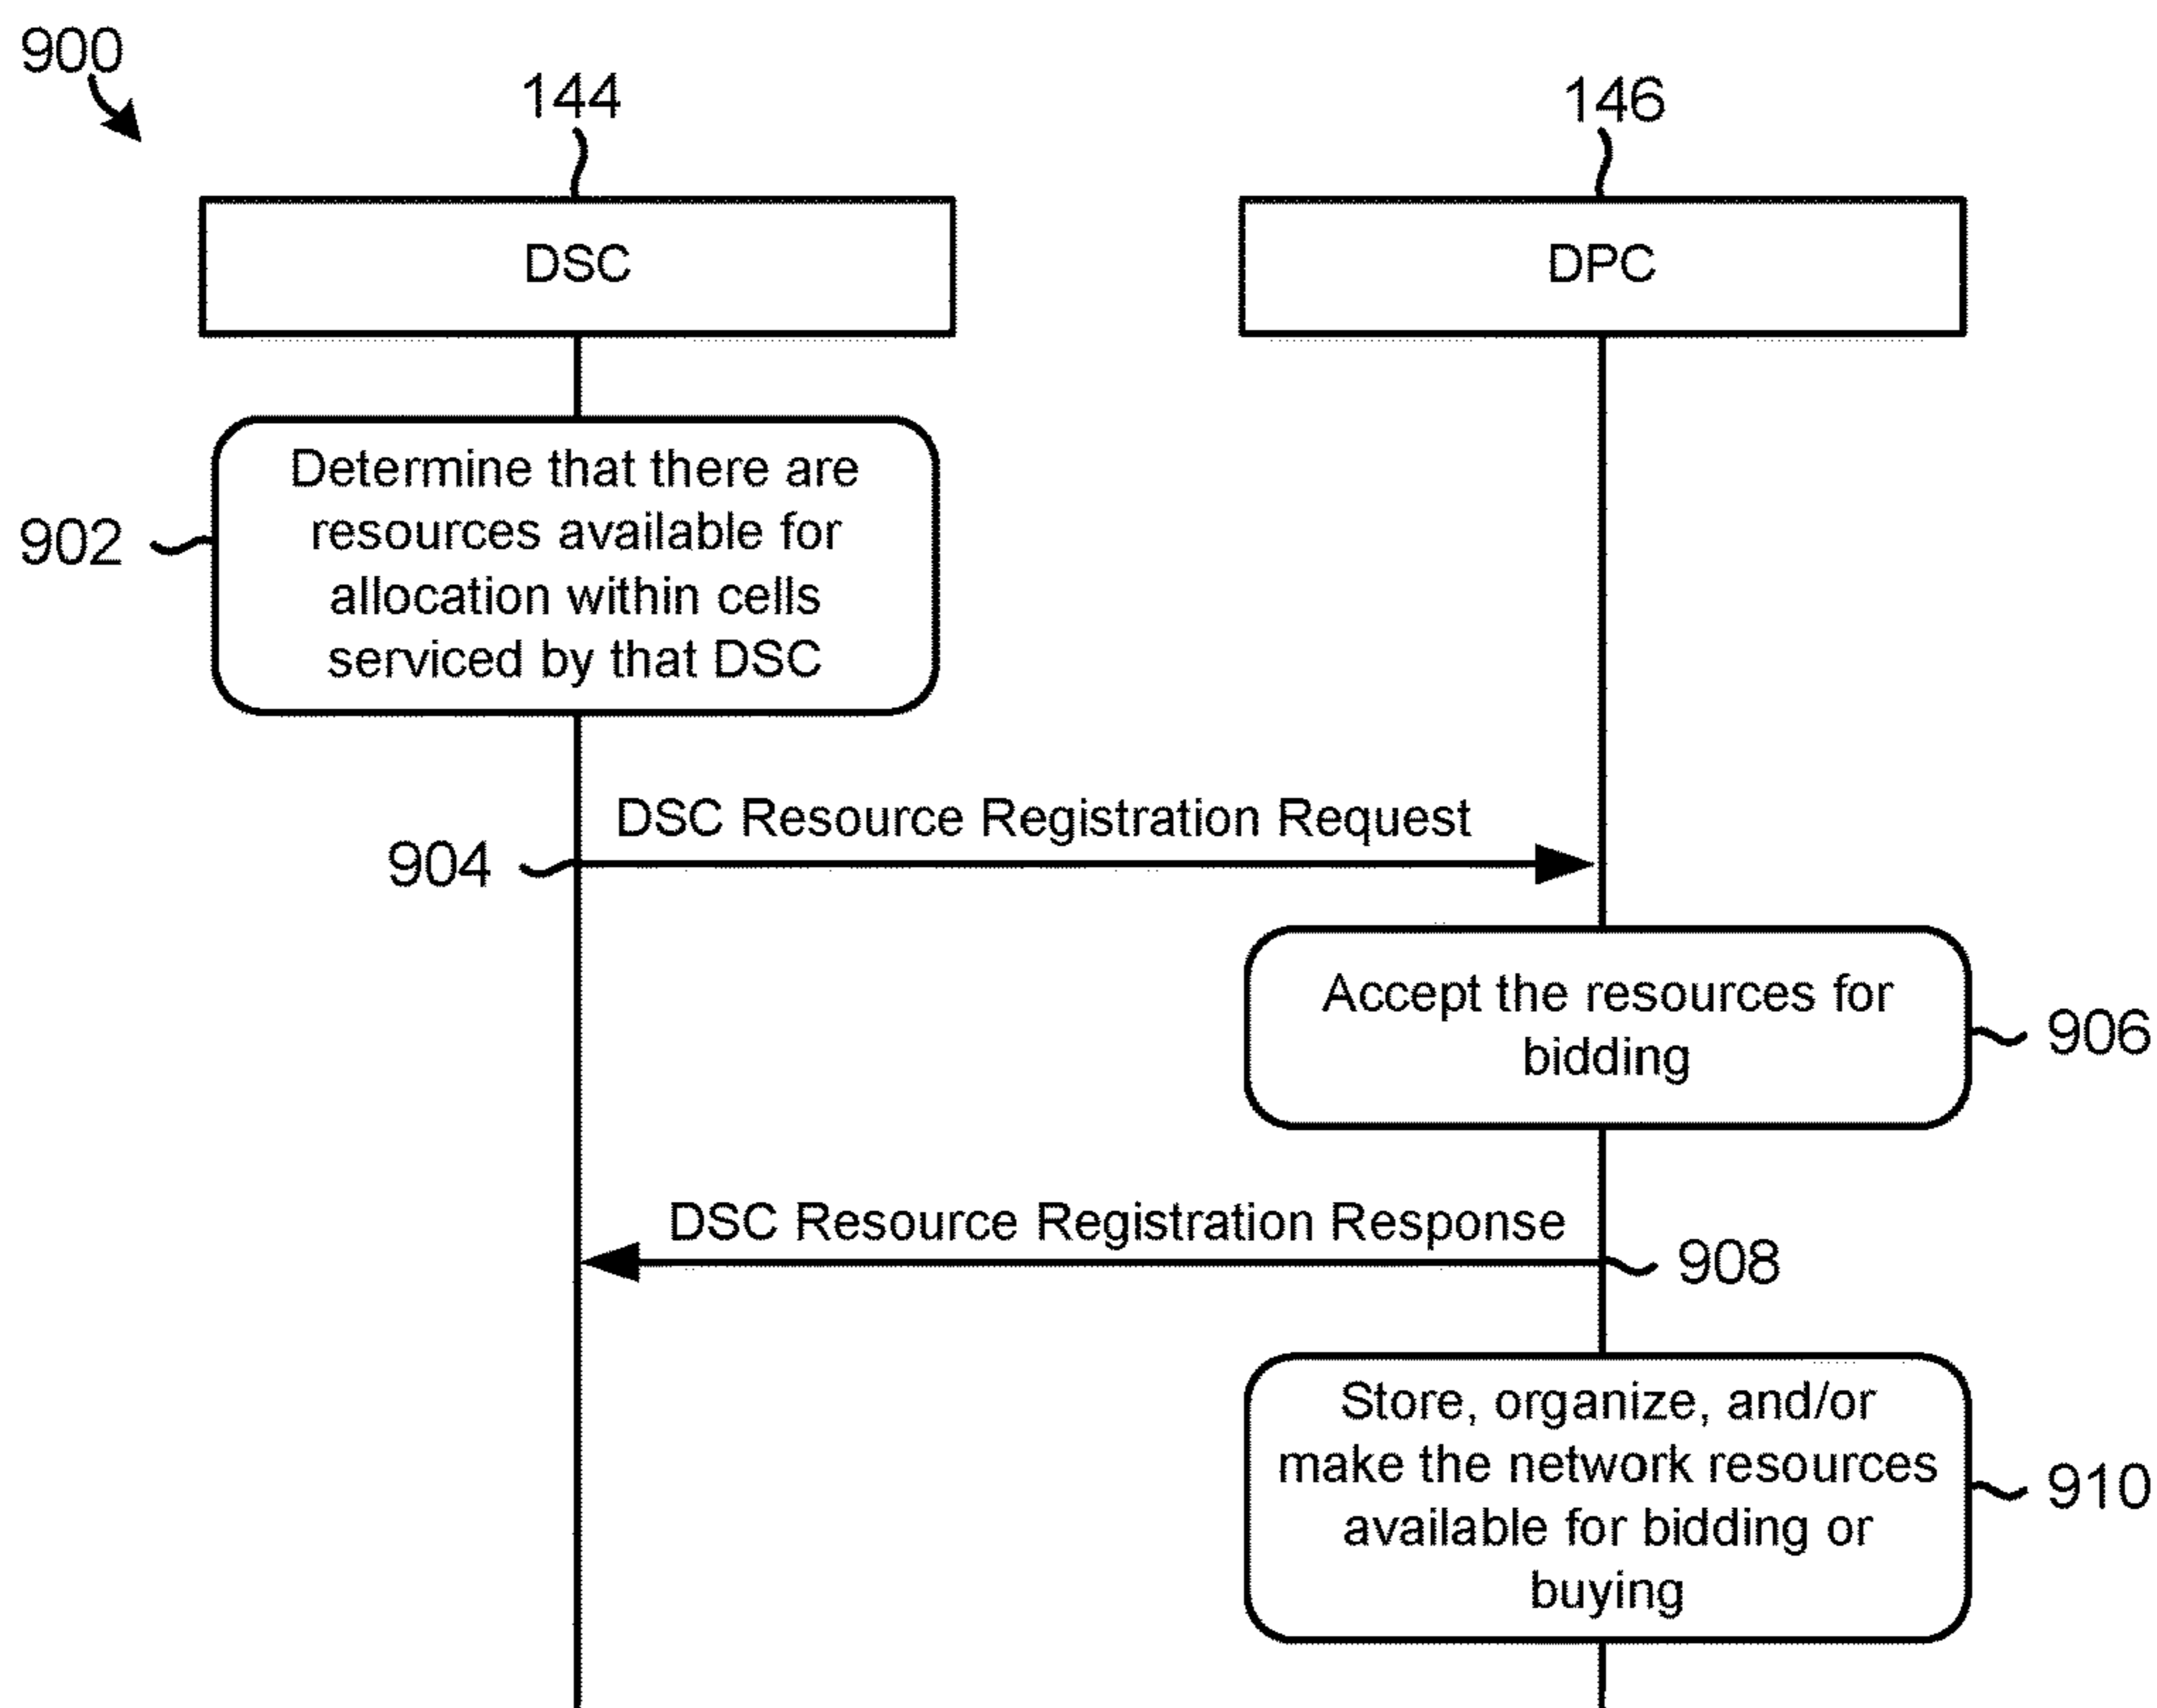 900
144
146
DSC
DPC
Determine that there are
resources available for
allocation within cells
serviced by that DSC
902
DSC Resource Registration Request
904
Accept the resources for
bidding
906
DSC Resource Registration Response
908
Store, organize, and/or
make the network resources
available for bidding or
buying
910